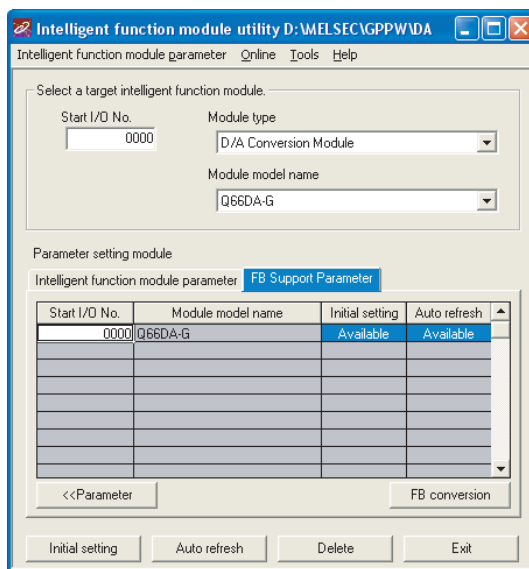 Intelligent function module utility D:\MELSEC\GPPW\DA
Intelligent function module parameter Online Tools Help
Select a target intelligent function module.
Start I/O No. Module type
0000 D/A Conversion Module
Module model name
Q66DA-G
Parameter setting module
Intelligent function module parameter FB Support Parameter
Start I/O No. Module model name Initial setting Auto refresh
0000 Q66DA-G Available Available
<<Parameter FB conversion
Initial setting Auto refresh Delete Exit